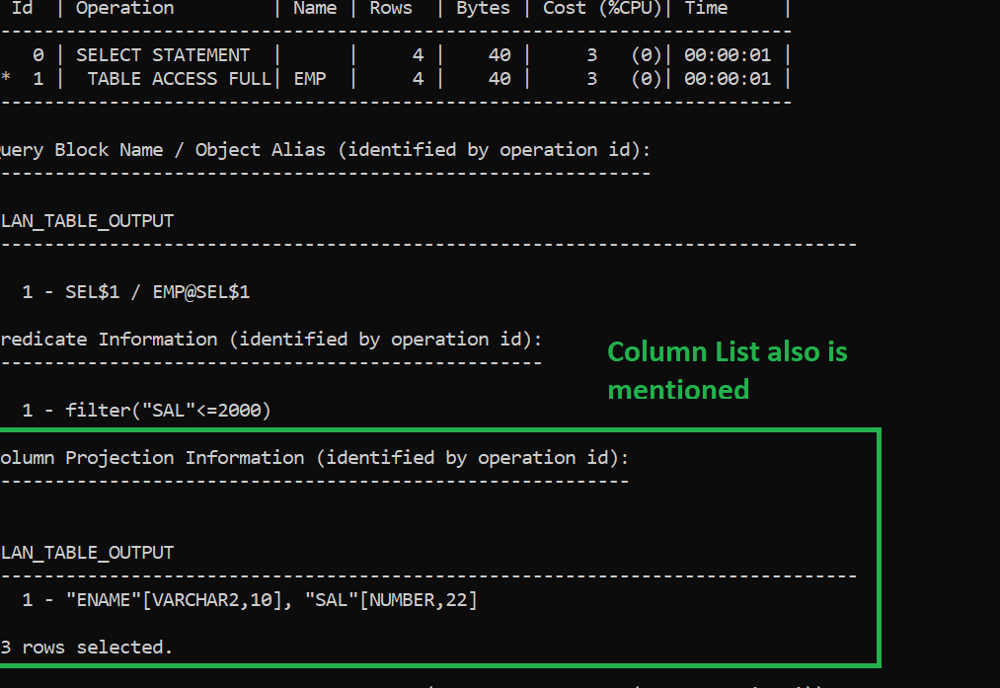 Id | Operation | Name | Rows | Bytes | Cost (%CPU)| Time |
---------------------------------------------------------------------------
0 | SELECT STATEMENT | | 4 | 40 | 3 (0)| 00:00:01 |
* 1 | TABLE ACCESS FULL| EMP | 4 | 40 | 3 (0)| 00:00:01 |
---------------------------------------------------------------------------
uery Block Name / Object Alias (identified by operation id):
-------------------------------------------------------------
LAN_TABLE_OUTPUT
--------------------------------------------------------------------------------
1 - SEL$1 / EMP@SEL$1
redicate Information (identified by operation id):
---------------------------------------------------
Column List also is
mentioned
1 - filter("SAL"<=2000)
olumn Projection Information (identified by operation id):
-----------------------------------------------------------
LAN_TABLE_OUTPUT
--------------------------------------------------------------------------------
1 - "ENAME"[VARCHAR2,10], "SAL"[NUMBER,22]
3 rows selected.